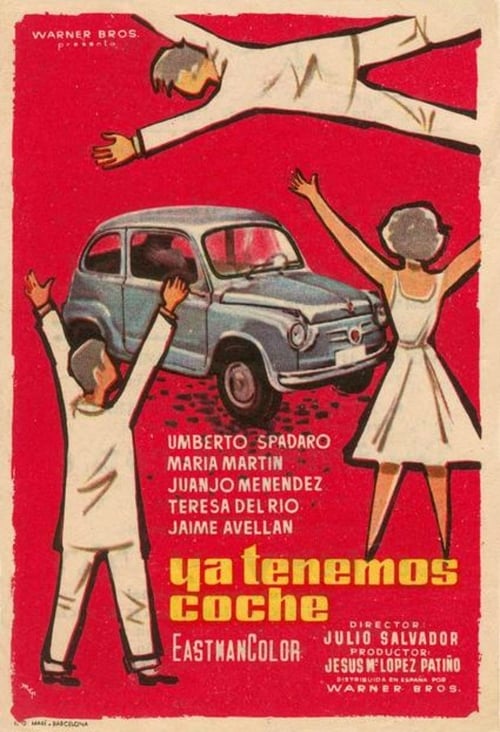 WARNER BROS.
presenta
UMBERTO SPADARO
MARIA MARTIN
JUANJO MENENDEZ
TERESA DEL RIO
JAIME AVELLAN
ya tenemos
coche
EASTMANCOLOR
DIRECTOR:
JULIO SALVADOR
PRODUCTOR:
JESUS Mª LOPEZ PATIÑO
DISTRIBUIDA EN ESPAÑA POR
WARNER BROS.
BARCELONA